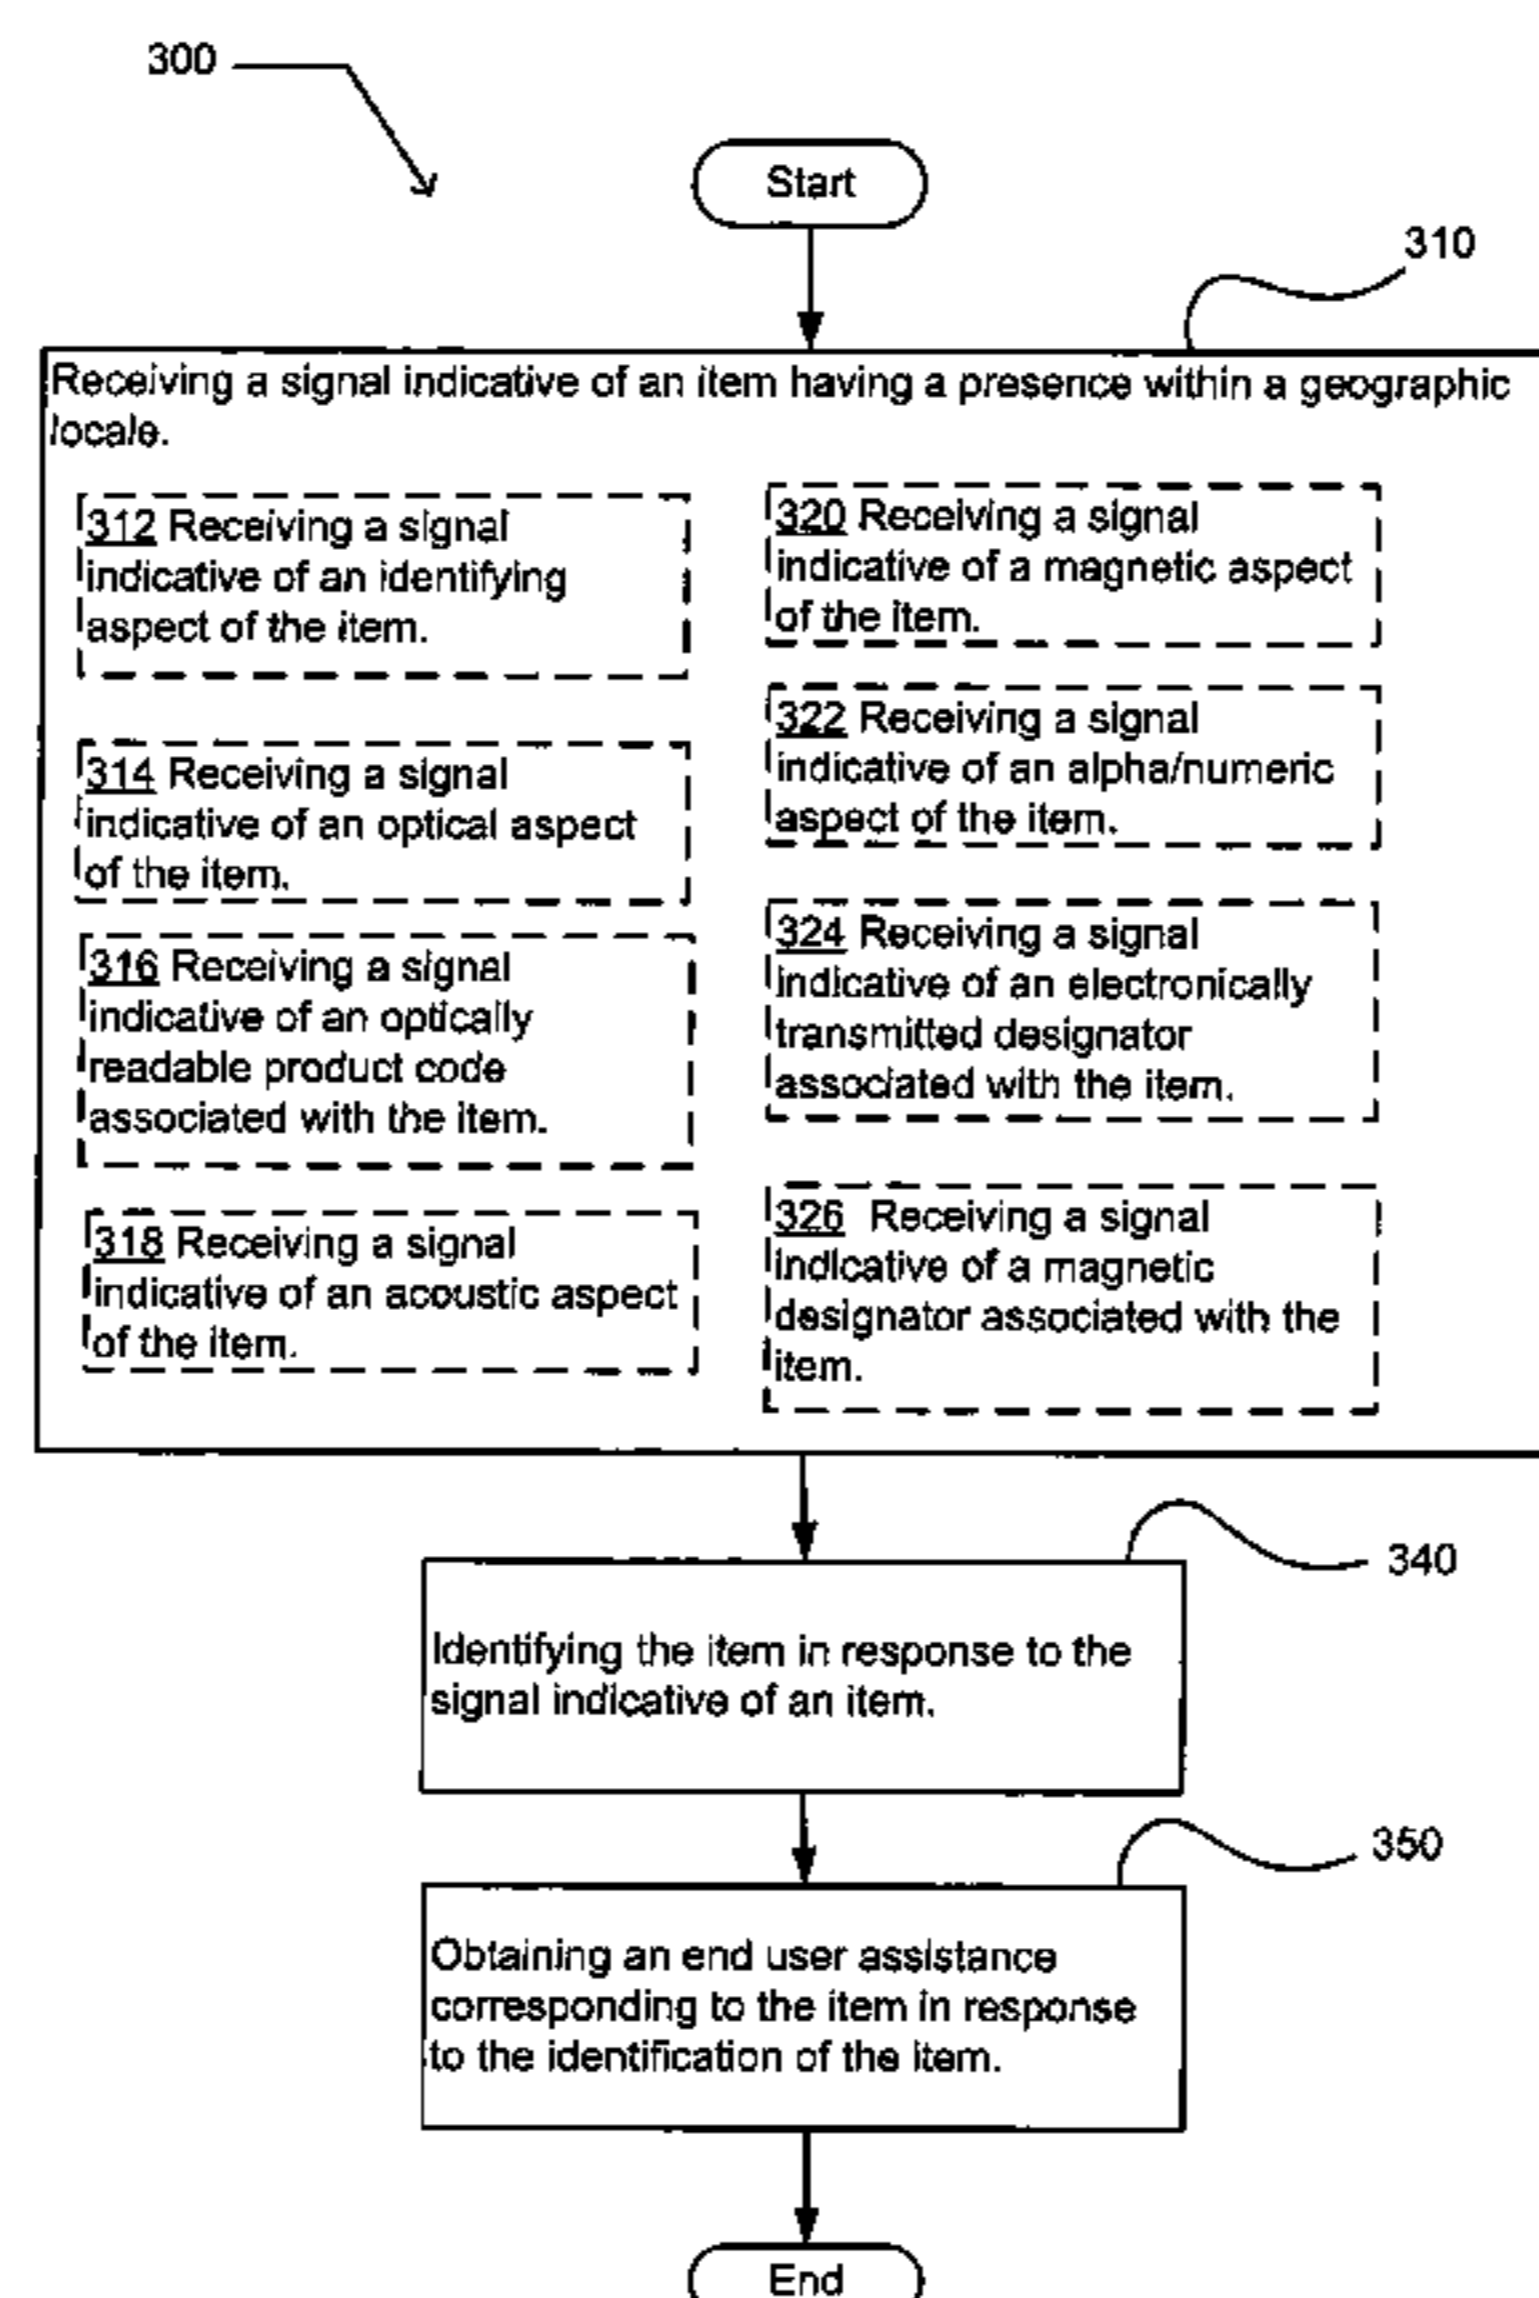 300
Start
310
Receiving a signal indicative of an item having a presence within a geographic
locale.
312 Receiving a signal
indicative of an identifying
aspect of the item.
314 Receiving a signal
indicative of an optical aspect
of the item.
316 Receiving a signal
indicative of an optically
readable product code
associated with the item.
318 Receiving a signal
indicative of an acoustic aspect
of the item.
320 Receiving a signal
indicative of a magnetic aspect
of the item.
322 Receiving a signal
indicative of an alpha/numeric
aspect of the item.
324 Receiving a signal
indicative of an electronically
transmitted designator
associated with the item.
326 Receiving a signal
indicative of a magnetic
designator associated with the
item.
340
Identifying the item in response to the
signal indicative of an item.
350
Obtaining an end user assistance
corresponding to the item in response
to the identification of the item.
End